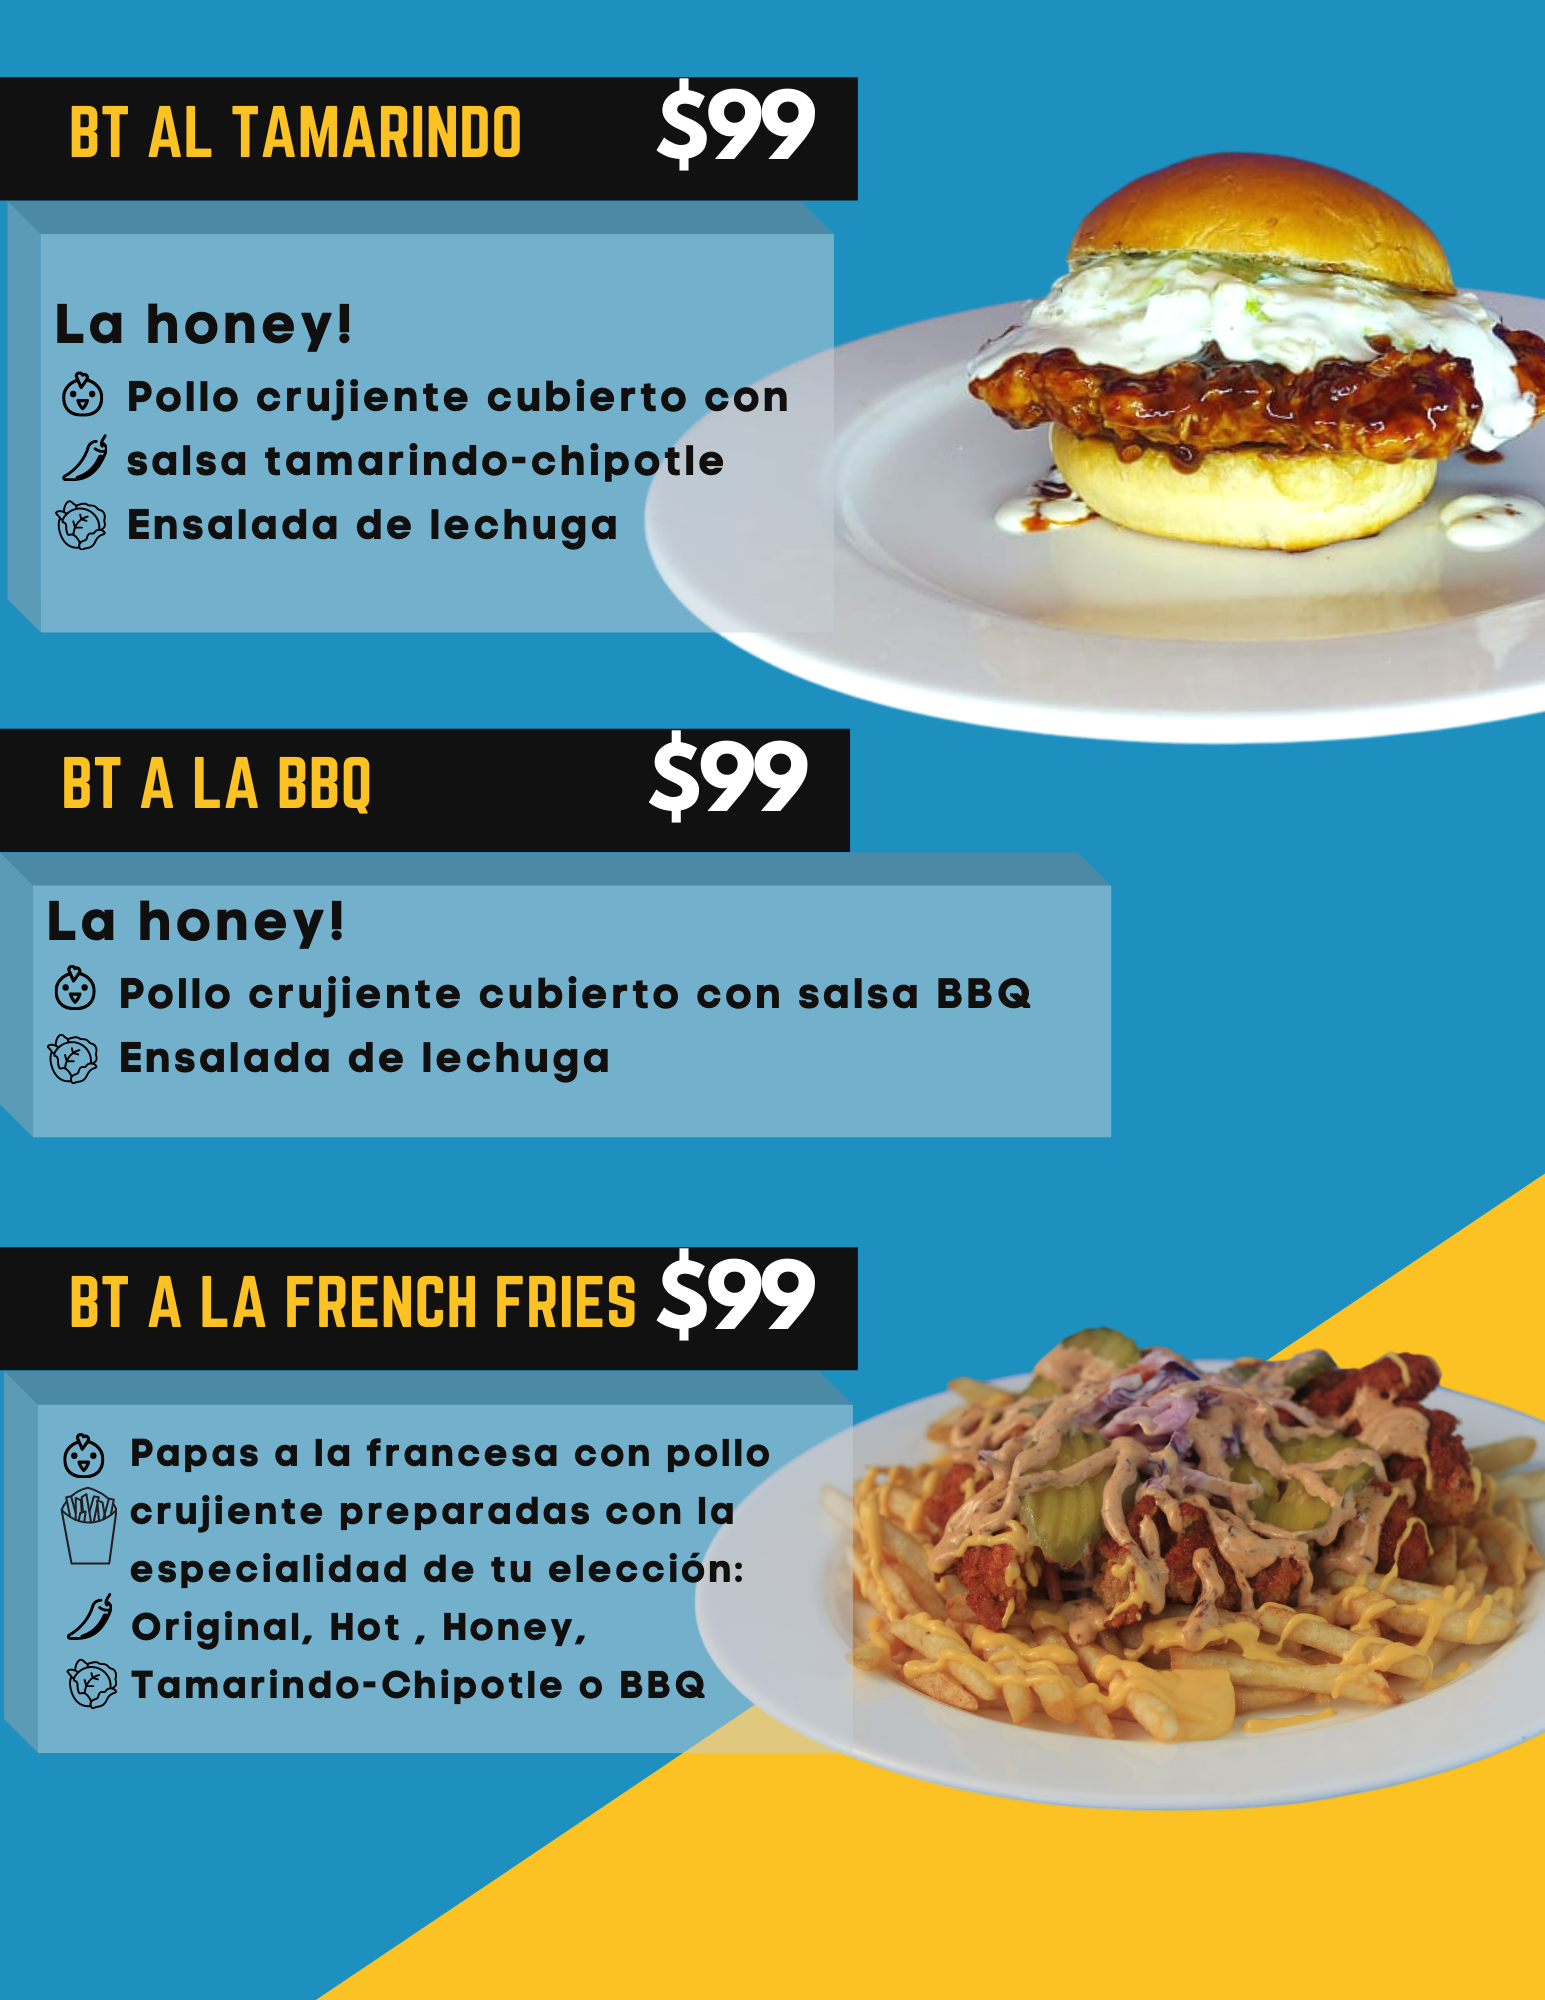 BT AL TAMARINDO $99
La honey!
Pollo crujiente cubierto con
salsa tamarindo-chipotle
Ensalada de lechuga
BT A LA BBQ $99
La honey!
Pollo crujiente cubierto con salsa BBQ
Ensalada de lechuga
BT A LA FRENCH FRIES $99
Papas a la francesa con pollo
crujiente preparadas con la
especialidad de tu elección:
Original, Hot , Honey,
Tamarindo-Chipotle o BBQ